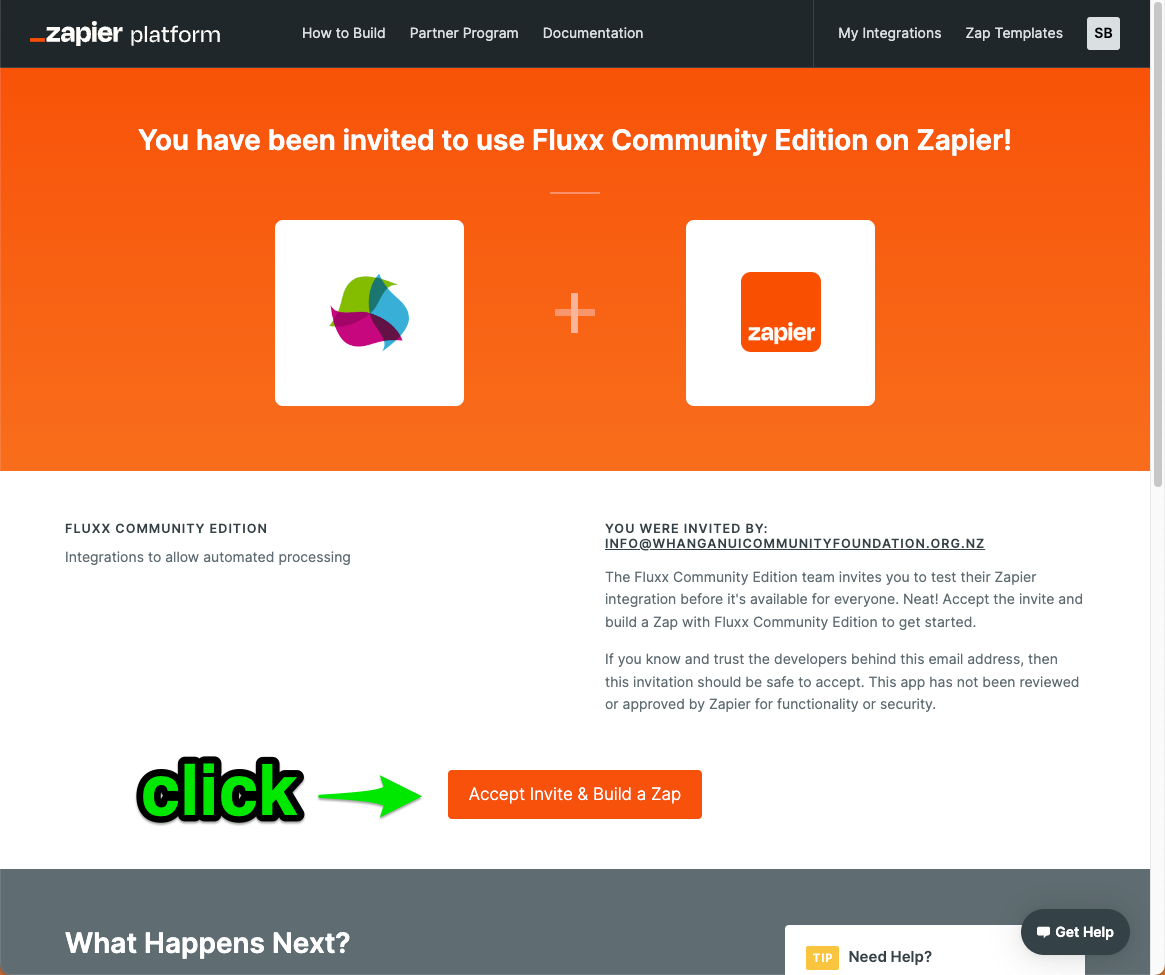 zapier platform
How to Build
Partner Program
Documentation
My Integrations
Zap Templates
SB
You have been invited to use Fluxx Community Edition on Zapier!
zapier
FLUXX COMMUNITY EDITION
Integrations to allow automated processing
YOU WERE INVITED BY:
INFO@WHANGANUICOMMUNITYFOUNDATION.ORG.NZ
The Fluxx Community Edition team invites you to test their Zapier
integration before it's available for everyone. Neat! Accept the invite and
build a Zap with Fluxx Community Edition to get started.
If you know and trust the developers behind this email address, then
this invitation should be safe to accept. This app has not been reviewed
or approved by Zapier for functionality or security.
click
Accept Invite & Build a Zap
What Happens Next?
TIP Need Help?
Get Help